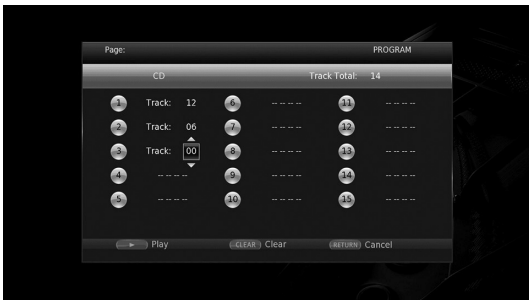 Page: PROGRAM
CD Track Total: 14
1 Track: 12 6 -- -- -- -- 11 -- -- -- --
2 Track: 06 7 -- -- -- -- 12 -- -- -- --
3 Track: 00 8 -- -- -- -- 13 -- -- -- --
4 -- -- -- -- 9 -- -- -- -- 14 -- -- -- --
5 -- -- -- -- 10 -- -- -- -- 15 -- -- -- --
Play CLEAR Clear RETURN Cancel